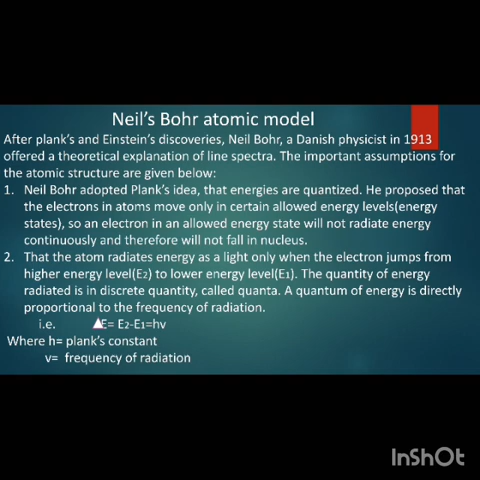 Neil's Bohr atomic model
After plank's and Einstein's discoveries, Neil Bohr, a Danish physicist in 1913
offered a theoretical explanation of line spectra. The important assumptions for
the atomic structure are given below:
1. Neil Bohr adopted Plank's idea, that energies are quantized. He proposed that
the electrons in atoms move only in certain allowed energy levels(energy
states), so an electron in an allowed energy state will not radiate energy
continuously and therefore will not fall in nucleus.
2. That the atom radiates energy as a light only when the electron jumps from
higher energy level(E2) to lower energy level(E1). The quantity of energy
radiated is in discrete quantity, called quanta. A quantum of energy is directly
proportional to the frequency of radiation.
i.e. ▲E= E2-E1=hv
Where h= plank's constant
v= frequency of radiation
InShOt